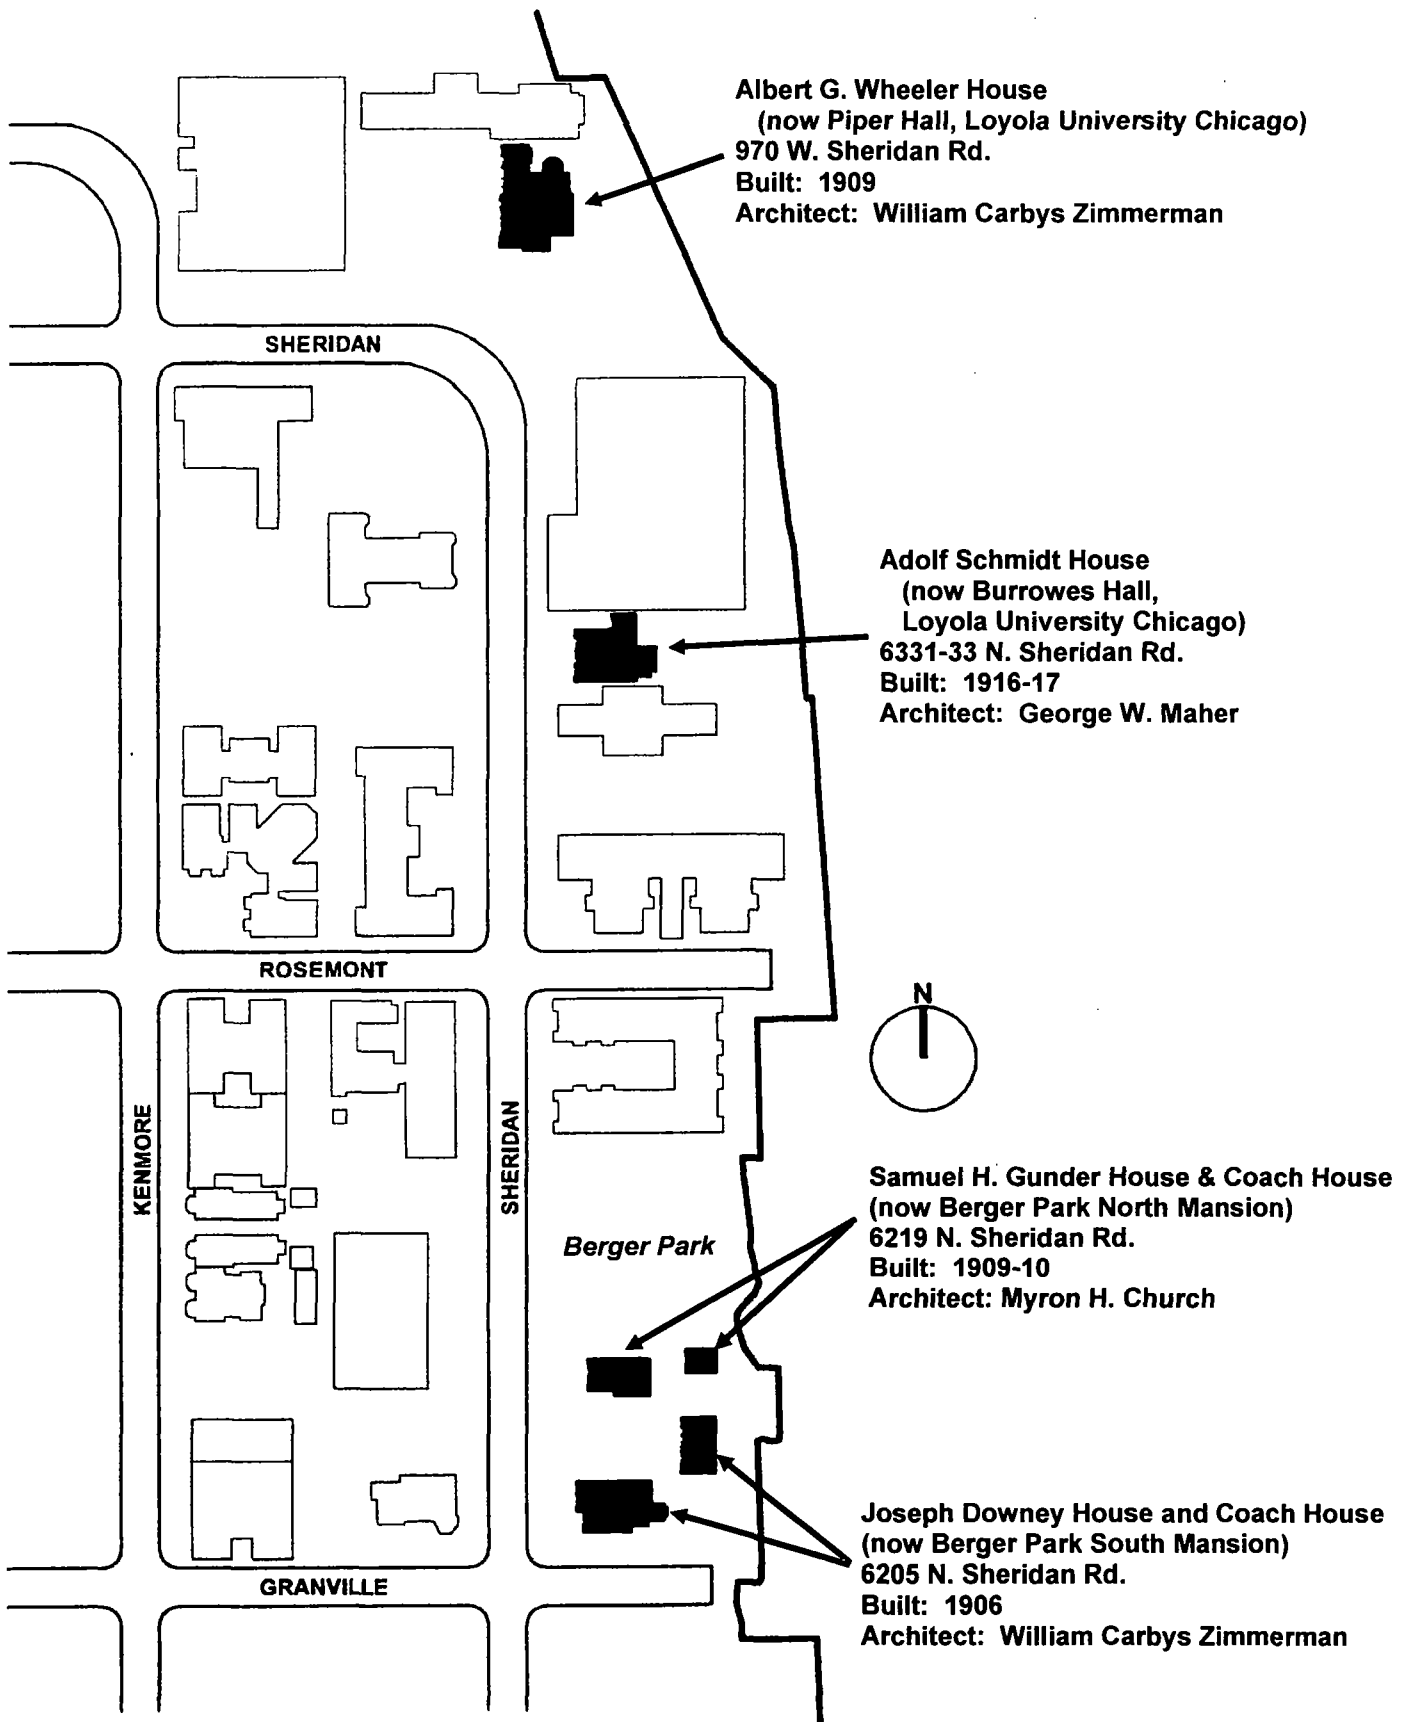 Albert G. Wheeler House
(now Piper Hall, Loyola University Chicago)
970 W. Sheridan Rd.
Built: 1909
Architect: William Carbys Zimmerman
SHERIDAN
Adolf Schmidt House
(now Burrowes Hall,
Loyola University Chicago)
6331-33 N. Sheridan Rd.
Built: 1916-17
Architect: George W. Maher
ROSEMONT
N
KENMORE
SHERIDAN
Samuel H. Gunder House & Coach House
(now Berger Park North Mansion)
6219 N. Sheridan Rd.
Built: 1909-10
Architect: Myron H. Church
Berger Park
Joseph Downey House and Coach House
(now Berger Park South Mansion)
6205 N. Sheridan Rd.
Built: 1906
Architect: William Carbys Zimmerman
GRANVILLE